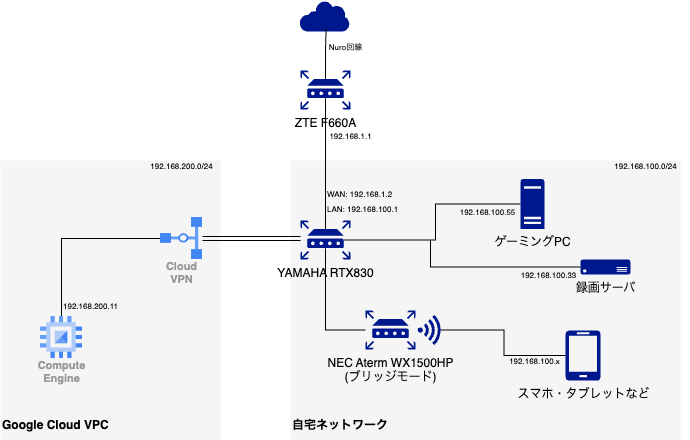 Nuro回線
ZTE F660A
192.168.1.1
192.168.200.0/24
192.168.100.0/24
WAN: 192.168.1.2
LAN: 192.168.100.1
192.168.100.55
ゲーミングPC
Cloud
VPN
YAMAHA RTX830
192.168.100.33
録画サーバ
192.168.200.11
Compute
Engine
NEC Aterm WX1500HP
(ブリッジモード)
192.168.100.x
スマホ・タブレットなど
Google Cloud VPC
自宅ネットワーク